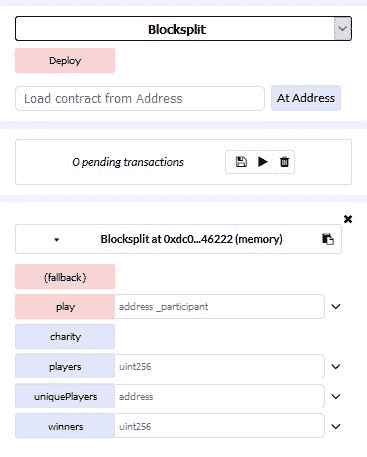 Blocksplit
Deploy
Load contract from Address At Address
0 pending transactions
Blocksplit at 0xdc0...46222 (memory)
(fallback)
play address _participant
charity
players uint256
uniquePlayers address
winners uint256